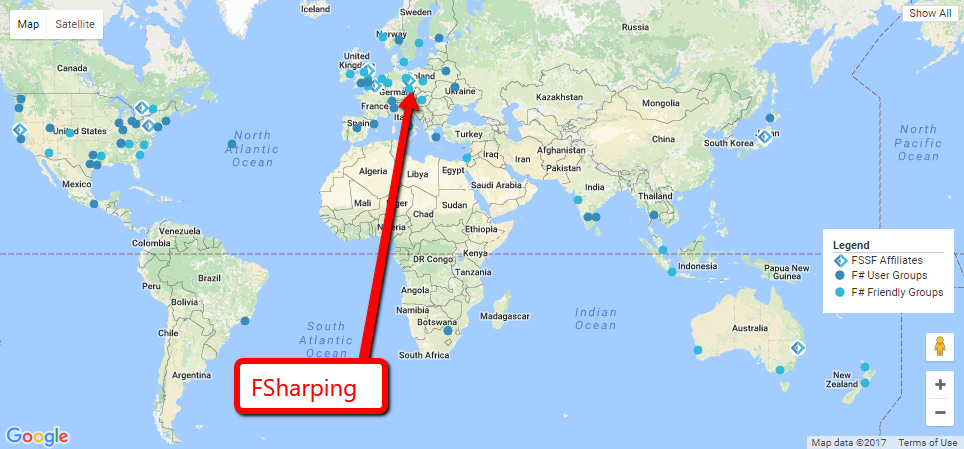 Map
Satellite
Show All
Iceland
Sweden
Norway
Russia
Canada
United
Kingdom
Poland
Germany
Ukraine
France
Kazakhstan
Mongolia
Spain
Ita
Turkey
United States
North
Atlantic
Ocean
Afghanistan
South Korea
North
Pacific
Ocean
Iraq
Iran
Pakistan
Algeria
Libya
Egypt
Saudi Arabia
India
Mexico
Mali
Niger
Chad
Sudan
Thailand
Ethiopia
Venezuela
Colombia
Nigeria
DR Congo
Kenya
Tanzania
Indonesia
Papua New
Guinea
Brazil
Peru
Bolivia
Angola
Namibia
Botswana
Madagascar
Indian
Ocean
Australia
South
Atlantic
Ocean
Chile
Argentina
South Africa
New
Zealand
Legend
FSSF Affiliates
F# User Groups
F# Friendly Groups
FSharping
Google
Map data ©2017
Terms of Use